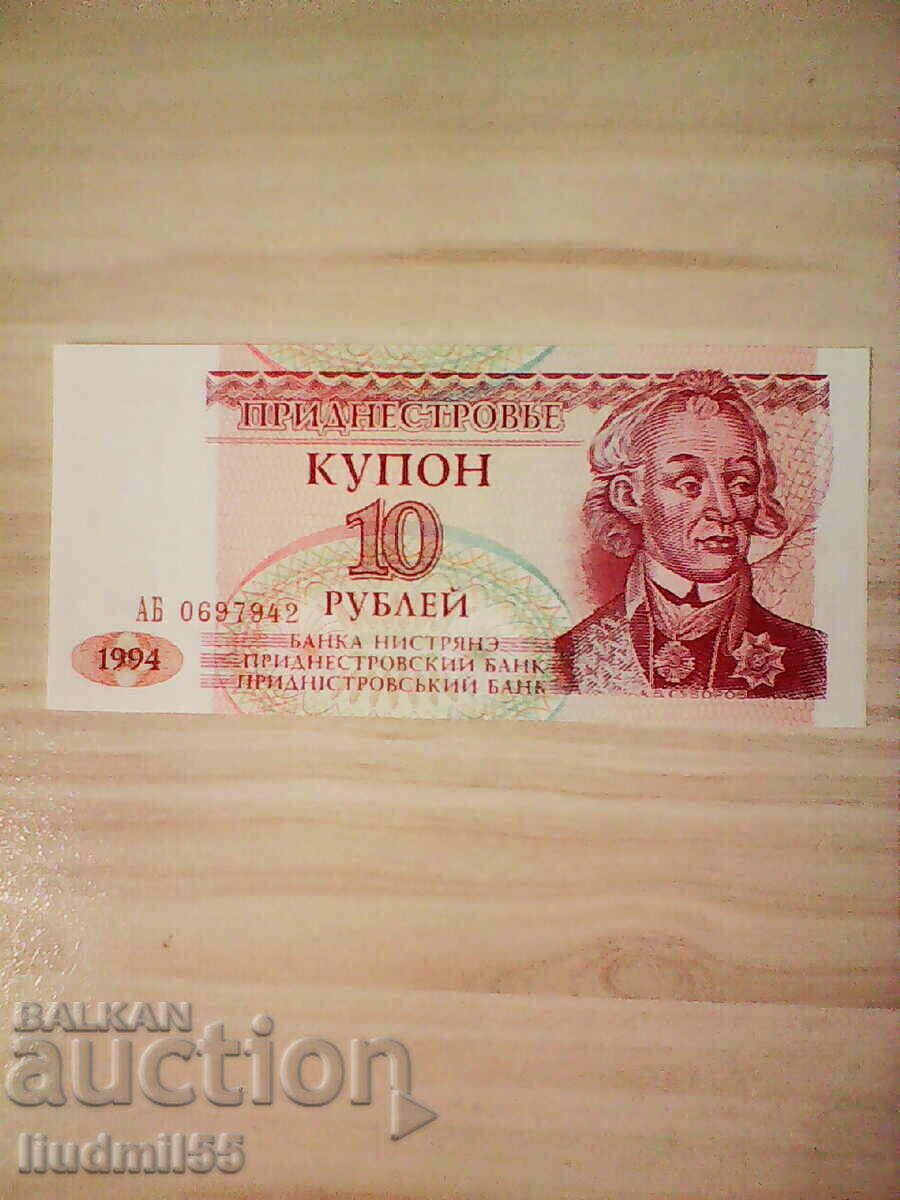 ПРИДНЕСТРОВЬЕ
КУПОН
10
РУБЛЕЙ
АБ 0697942
1994
БАНКА НИСТРЯНЭ
ПРИДНЕСТРОВСКИЙ БАНК
ПРИДНІСТРОВСЬКИЙ БАНК
BALKAN
auction
liudmil55